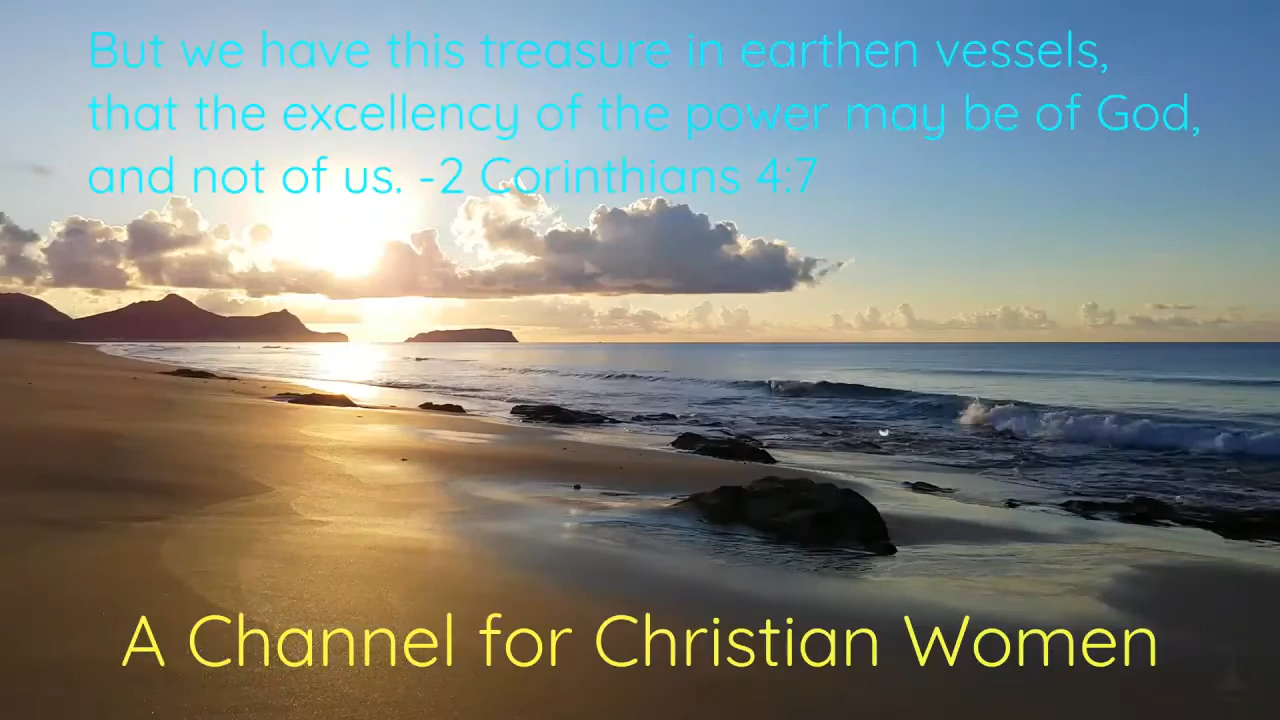 But we have this treasure in earthen vessels,
that the excellency of the power may be of God,
and not of us. -2 Corinthians 4:7
A Channel for Christian Women